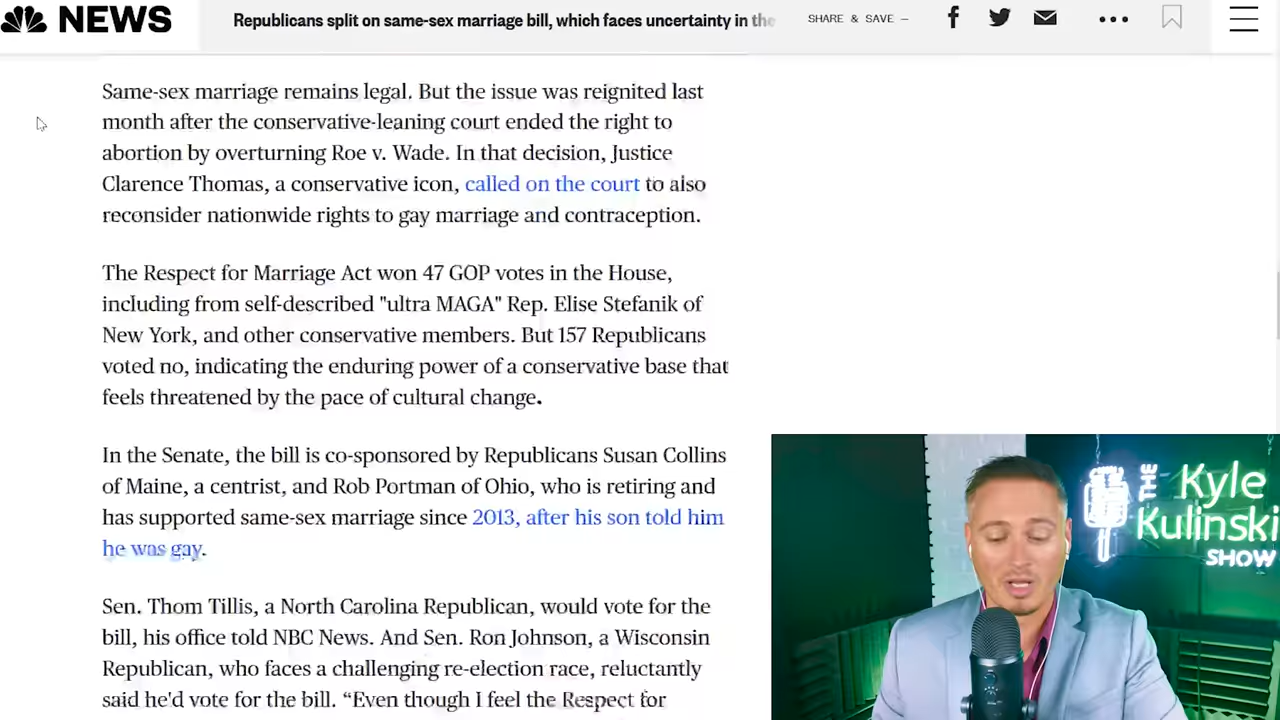 NEWS
Republicans split on same-sex marriage bill, which faces uncertainty in the
SHARE & SAVE —
Same-sex marriage remains legal. But the issue was reignited last
month after the conservative-leaning court ended the right to
abortion by overturning Roe v. Wade. In that decision, Justice
Clarence Thomas, a conservative icon, called on the court to also
reconsider nationwide rights to gay marriage and contraception.
The Respect for Marriage Act won 47 GOP votes in the House,
including from self-described "ultra MAGA" Rep. Elise Stefanik of
New York, and other conservative members. But 157 Republicans
voted no, indicating the enduring power of a conservative base that
feels threatened by the pace of cultural change.
In the Senate, the bill is co-sponsored by Republicans Susan Collins
of Maine, a centrist, and Rob Portman of Ohio, who is retiring and
has supported same-sex marriage since 2013, after his son told him
he was gay.
Sen. Thom Tillis, a North Carolina Republican, would vote for the
bill, his office told NBC News. And Sen. Ron Johnson, a Wisconsin
Republican, who faces a challenging re-election race, reluctantly
said he'd vote for the bill. “Even though I feel the Respect for
THE
Kyle
Kulinski
SHOW